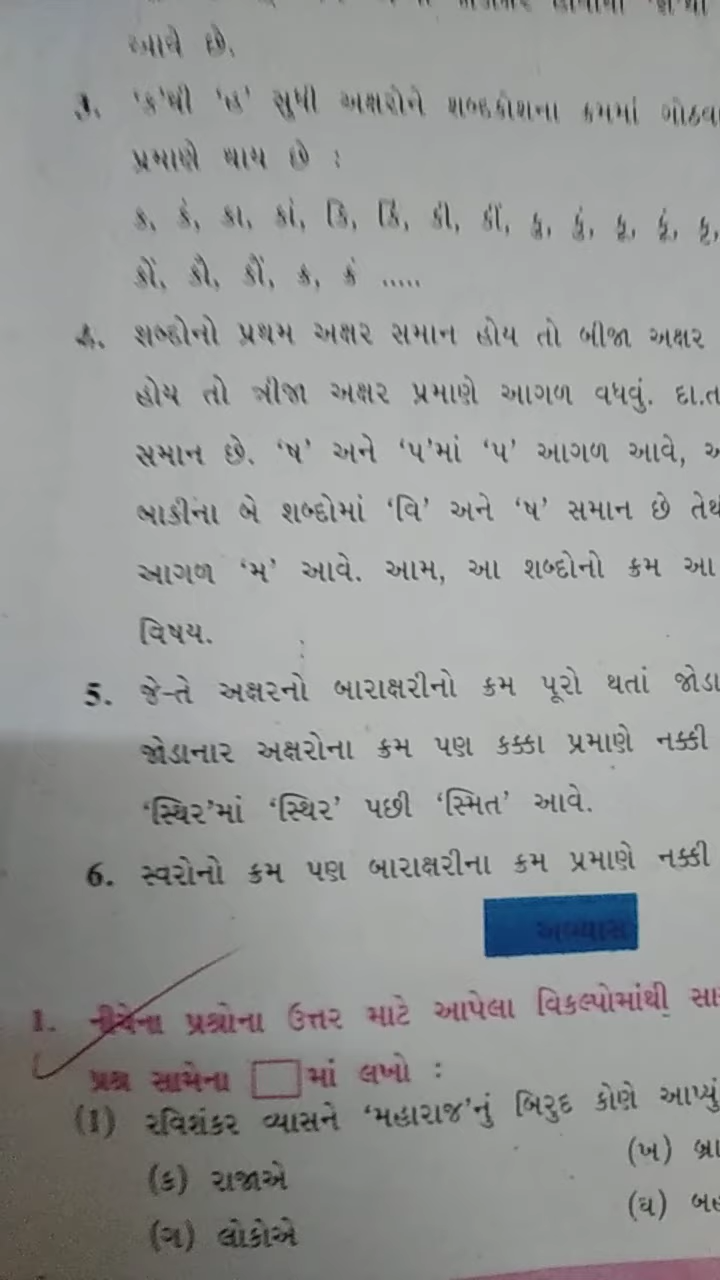 આવે છે.
3. ‘ક’થી ‘હ’ સુધી અક્ષરોને શબ્દકોશના ક્રમમાં
પ્રમાણે થાય છે :
ક, કં, કા, કાં, કિ, કિં, કી, કીં, કુ, કું, કૂ, કૂં, કૃ,
કોં, કૌ, કૌં,
4. શબ્દોનો પ્રથમ અક્ષર સમાન હોય તો બીજા અક્ષર
હોય તો ત્રીજા અક્ષર પ્રમાણે આગળ વધવું. દા.ત
સમાન છે. ‘ષ’ અને ‘પ’માં ‘પ’ આગળ આવે,
બાકીના બે શબ્દોમાં ‘વિ’ અને ‘ષ’ સમાન છે
આગળ ‘મ’ આવે. આમ, આ શબ્દોનો ક્રમ આ
વિષય.
5. જે-તે અક્ષરનો બારાક્ષરીનો ક્રમ પૂરો થતાં
જોડાનાર અક્ષરોના ક્રમ પણ કક્કા પ્રમાણે નક્કી
‘સ્થિર’માં ‘સ્થિર’ પછી ‘સ્મિત’ આવે.
6. સ્વરોનો ક્રમ પણ બારાક્ષરીના ક્રમ પ્રમાણે નક્કી
અભ્યાસ
1. નીચેના પ્રશ્નોના ઉત્તર માટે આપેલા વિકલ્પોમાંથી
પ્રશ્ન સામેના માં લખો :
(1) રવિશંકર વ્યાસને ‘મહારાજ’નું બિરુદ કોણે આપ્યું
(ક) રાજાએ (ખ)
(ગ) લોકોએ (ઘ)